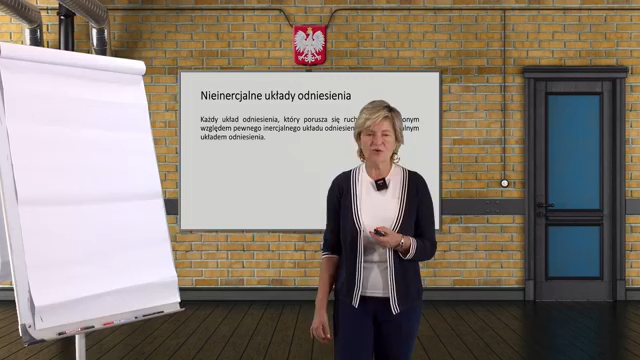 Nieinercjalne układy odniesienia
Każdy układ odniesienia, który porusza się
względem pewnego inercjalnego układu
układem odniesienia.